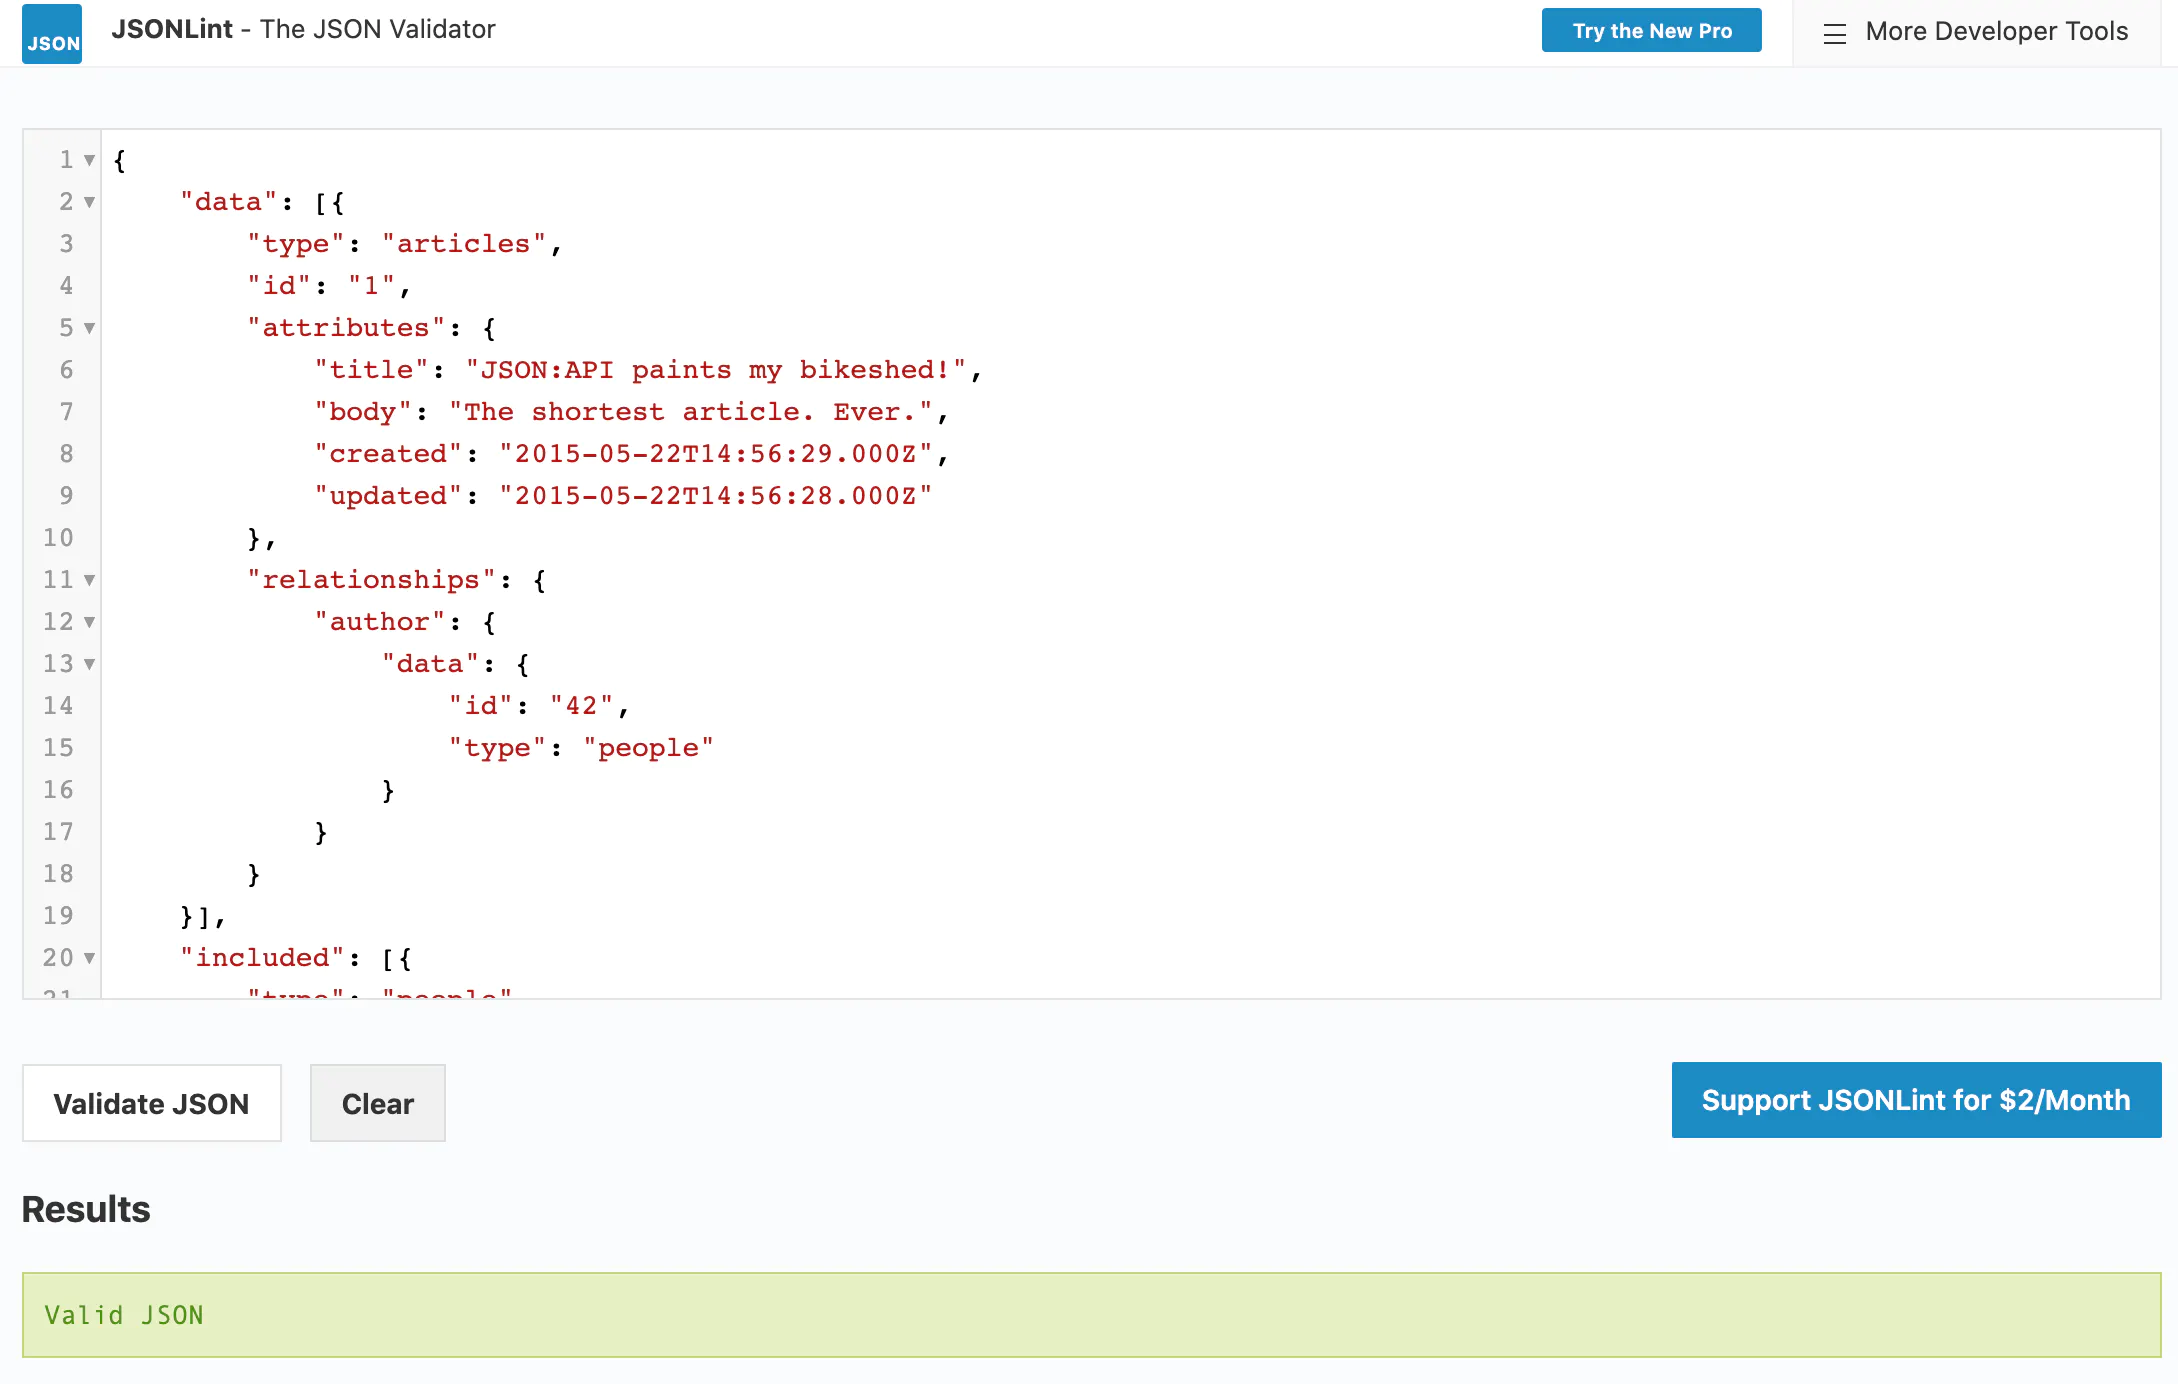 JSON
JSONLint - The JSON Validator
Try the New Pro
More Developer Tools
1 {
2 "data": [{
3 "type": "articles",
4 "id": "1",
5 "attributes": {
6 "title": "JSON:API paints my bikeshed!",
7 "body": "The shortest article. Ever.",
8 "created": "2015-05-22T14:56:29.000Z",
9 "updated": "2015-05-22T14:56:28.000Z"
10 },
11 "relationships": {
12 "author": {
13 "data": {
14 "id": "42",
15 "type": "people"
16 }
17 }
18 }
19 }],
20 "included": [{
21 "type": "people"
Validate JSON
Clear
Support JSONLint for $2/Month
Results
Valid JSON